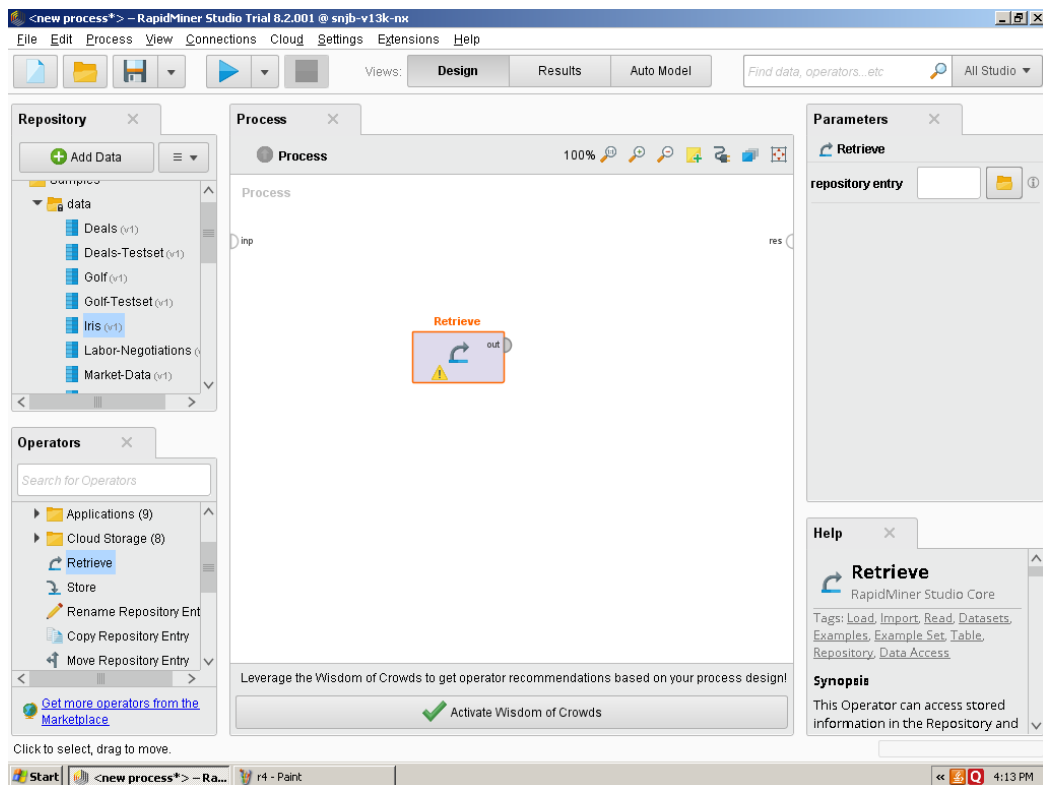 <new process*> – RapidMiner Studio Trial 8.2.001 @ snjb-v13k-nx
File Edit Process View Connections Cloud Settings Extensions Help
Views: Design Results Auto Model Find data, operators...etc All Studio
Repository
Add Data
Samples
data
Deals (v1)
Deals-Testset (v1)
Golf (v1)
Golf-Testset (v1)
Iris (v1)
Labor-Negotiations (
Market-Data (v1)
Operators
Search for Operators
Applications (9)
Cloud Storage (8)
Retrieve
Store
Rename Repository Ent
Copy Repository Entry
Move Repository Entry
Get more operators from the
Marketplace
Process
Process 100%
Process
inp
res
Retrieve
out
Leverage the Wisdom of Crowds to get operator recommendations based on your process design!
Activate Wisdom of Crowds
Parameters
Retrieve
repository entry
Help
Retrieve
RapidMiner Studio Core
Tags: Load, Import, Read, Datasets,
Examples, Example Set, Table,
Repository, Data Access
Synopsis
This Operator can access stored
information in the Repository and
Click to select, drag to move.
Start <new process*> – Ra... r4 - Paint « Q 4:13 PM